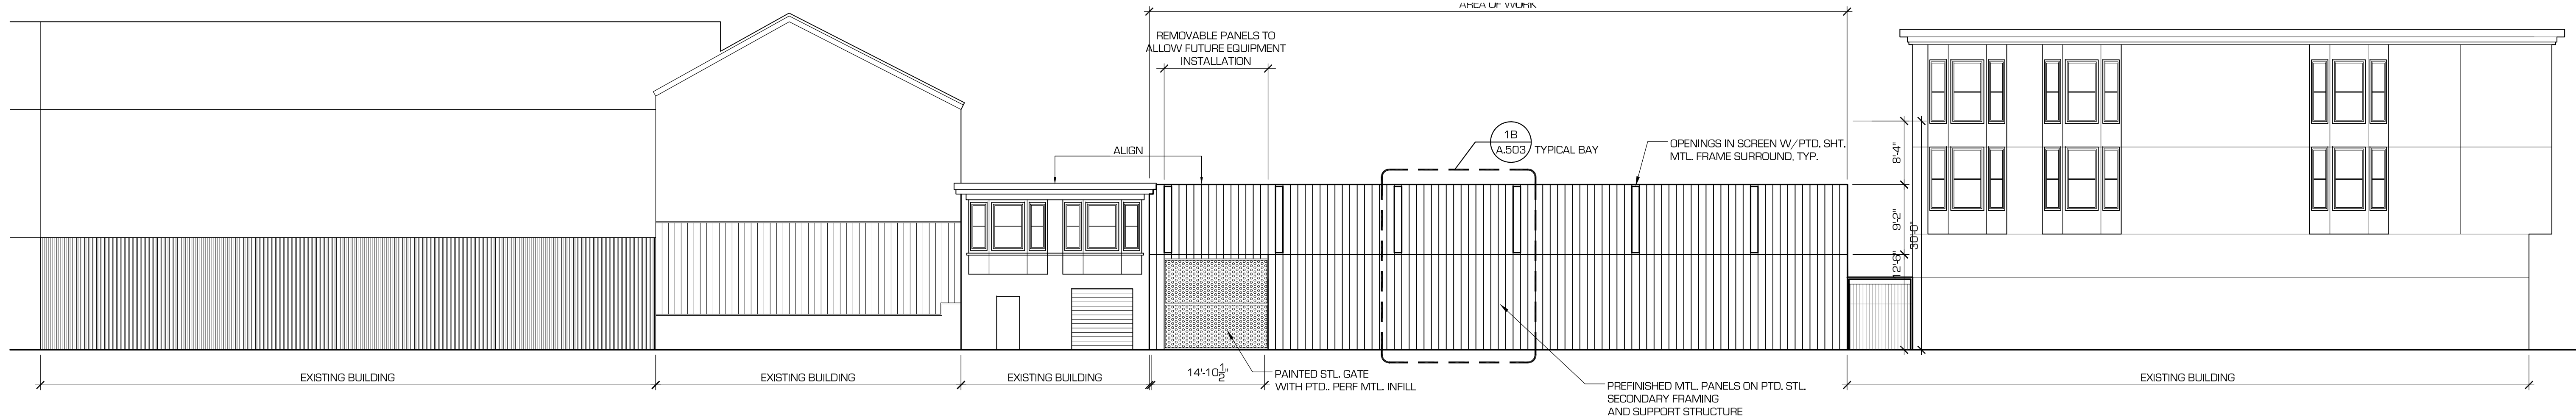 AREA OF WORK
REMOVABLE PANELS TO
ALLOW FUTURE EQUIPMENT
INSTALLATION
ALIGN
1B
A.503
TYPICAL BAY
OPENINGS IN SCREEN W/PTD. SHT.
MTL. FRAME SURROUND, TYP.
8'-4"
9'-2"
30'-0"
12'-6"
EXISTING BUILDING
EXISTING BUILDING
EXISTING BUILDING
14'-10 1/2"
PAINTED STL. GATE
WITH PTD.. PERF MTL. INFILL
PREFINISHED MTL. PANELS ON PTD. STL.
SECONDARY FRAMING
AND SUPPORT STRUCTURE
EXISTING BUILDING